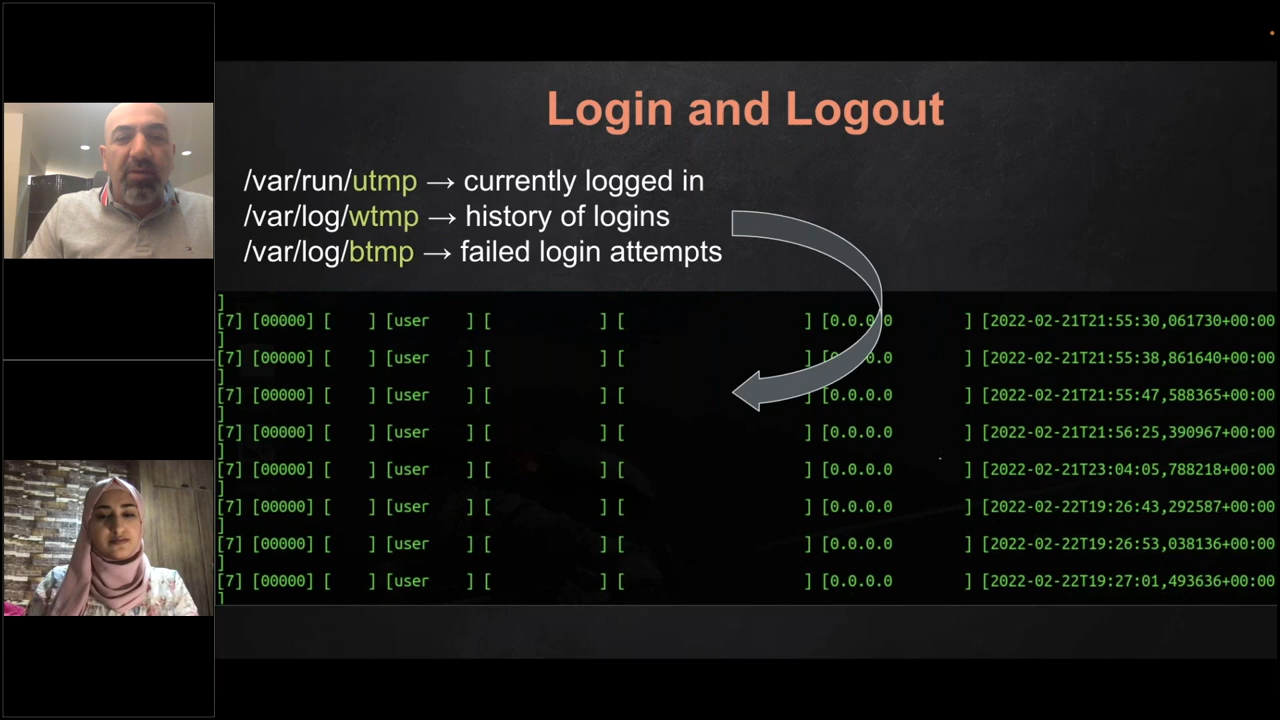 Login and Logout
/var/run/utmp → currently logged in
/var/log/wtmp → history of logins
/var/log/btmp → failed login attempts
]
[7] [00000] [    ] [user    ] [            ] [                    ] [0.0.0.0        ] [2022-02-21T21:55:30,061730+00:00
]
[7] [00000] [    ] [user    ] [            ] [                    ] [0.0.0.0        ] [2022-02-21T21:55:38,861640+00:00
]
[7] [00000] [    ] [user    ] [            ] [                    ] [0.0.0.0        ] [2022-02-21T21:55:47,588365+00:00
]
[7] [00000] [    ] [user    ] [            ] [                    ] [0.0.0.0        ] [2022-02-21T21:56:25,390967+00:00
]
[7] [00000] [    ] [user    ] [            ] [                    ] [0.0.0.0        ] [2022-02-21T23:04:05,788218+00:00
]
[7] [00000] [    ] [user    ] [            ] [                    ] [0.0.0.0        ] [2022-02-22T19:26:43,292587+00:00
]
[7] [00000] [    ] [user    ] [            ] [                    ] [0.0.0.0        ] [2022-02-22T19:26:53,038136+00:00
]
[7] [00000] [    ] [user    ] [            ] [                    ] [0.0.0.0        ] [2022-02-22T19:27:01,493636+00:00
]